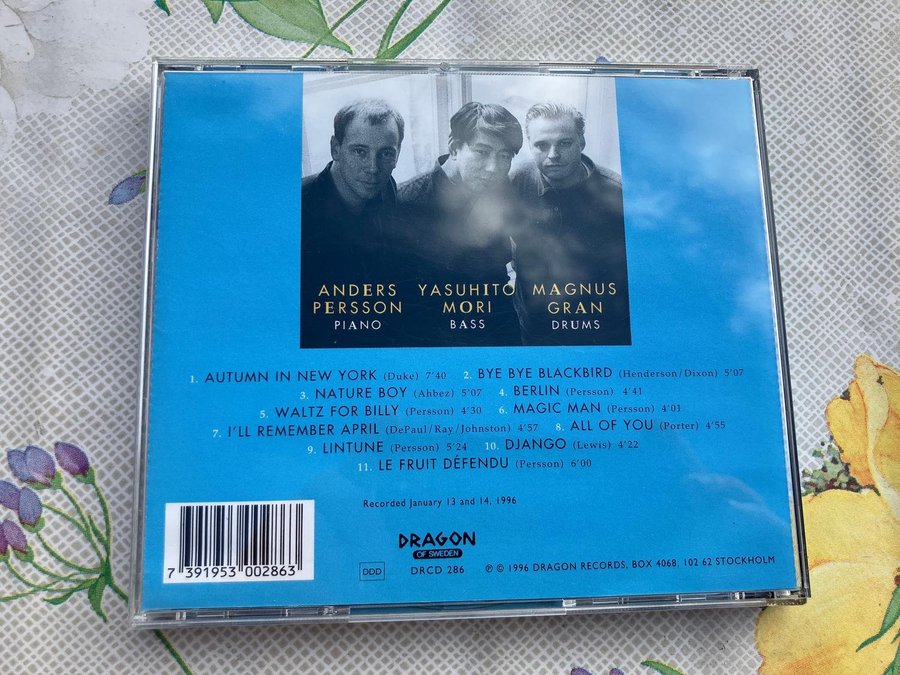 ANDERS YASUHITO MAGNUS
PERSSON MORI GRAN
PIANO BASS DRUMS
1. AUTUMN IN NEW YORK (Duke) 7'40 2. BYE BYE BLACKBIRD (Henderson/Dixon) 5'07
3. NATURE BOY (Ahbez) 5'07 4. BERLIN (Persson) 4'41
5. WALTZ FOR BILLY (Persson) 4'30 6. MAGIC MAN (Persson) 4'01
7. I'LL REMEMBER APRIL (DePaul/Ray/Johnston) 4'57 8. ALL OF YOU (Porter) 4'55
9. LINTUNE (Persson) 5'24 10. DJANGO (Lewis) 4'22
11. LE FRUIT DÉFENDU (Persson) 6'00
Recorded January 13 and 14, 1996
DRAGON
OF SWEDEN
7 391953 002863
DDD DRCD 286 ℗ © 1996 DRAGON RECORDS, BOX 4068, 102 62 STOCKHOLM